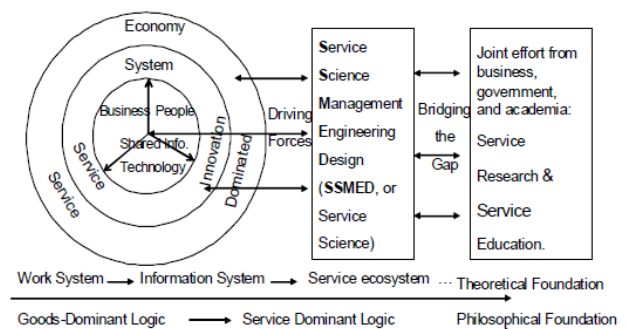 Economy
System
Business People
Shared Info.
Technology
Service
Innovation
Service
Dominated
Driving
Forces
Service
Science
Management
Engineering
Design
(SSMED, or
Service
Science)
Bridging
the
Gap
Joint effort from
business,
government,
and academia:
Service
Research &
Service
Education.
Work System Information System Service ecosystem ... Theoretical Foundation
Goods-Dominant Logic Service Dominant Logic Philosophical Foundation